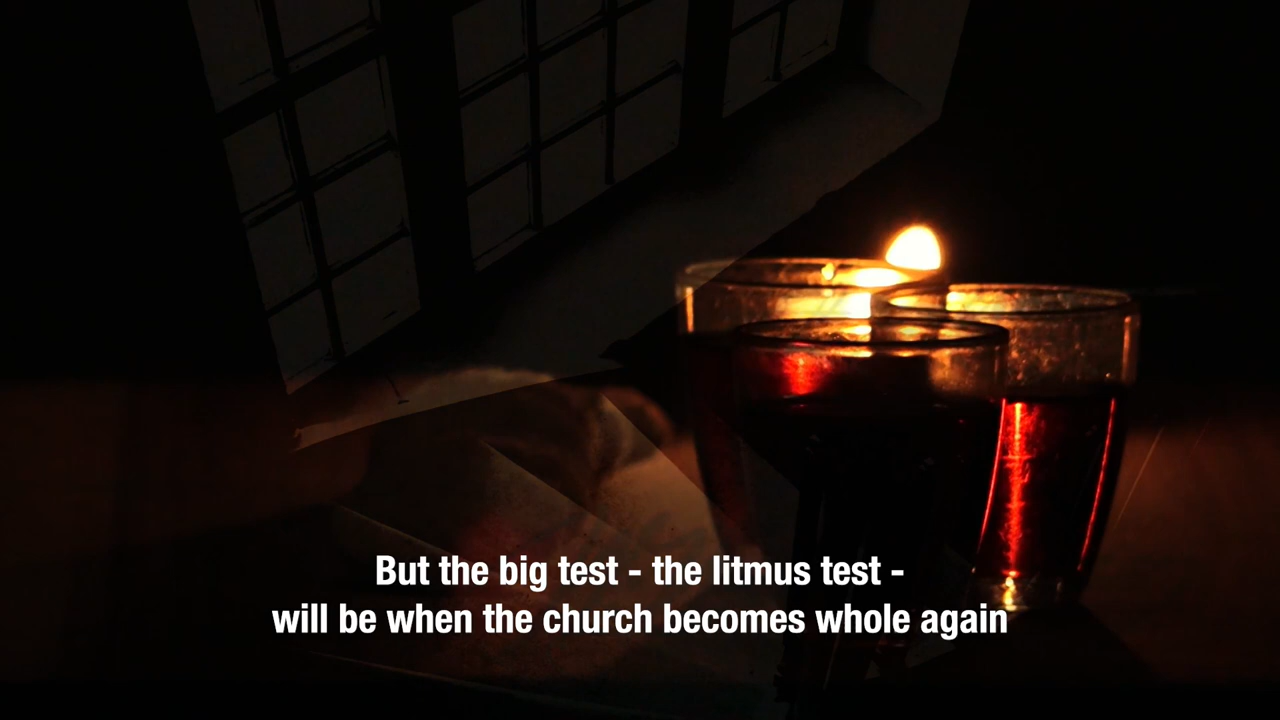 But the big test - the litmus test -
will be when the church becomes whole again